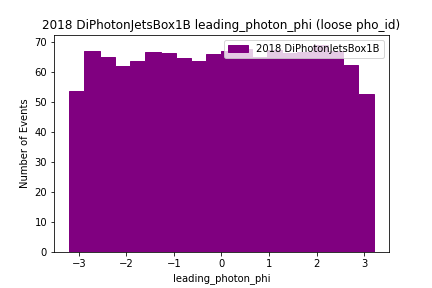 2018 DiPhotonJetsBox1B leading_photon_phi (loose pho_id)
2018 DiPhotonJetsBox1B
70
60
50
40
30
20
10
0
Number of Events
−3 −2 −1 0 1 2 3
leading_photon_phi